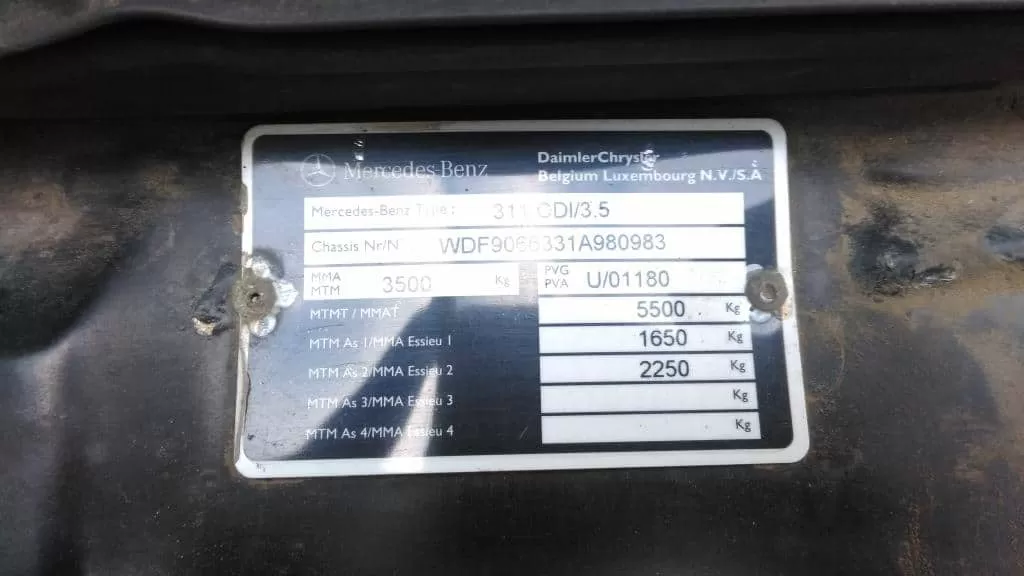 Mercedes-Benz
DaimlerChrysler
Belgium Luxembourg N.V./S.A
Mercedes-Benz Type: 311 CDI/3.5
Chassis Nr/N WDF9066331A980983
MMA
MTM 3500 Kg
PVG
PVA U/01180
MTMT / MMAT 5500 Kg
MTM As 1/MMA Essieu 1 1650 Kg
MTM As 2/MMA Essieu 2 2250 Kg
MTM As 3/MMA Essieu 3 Kg
MTM As 4/MMA Essieu 4 Kg